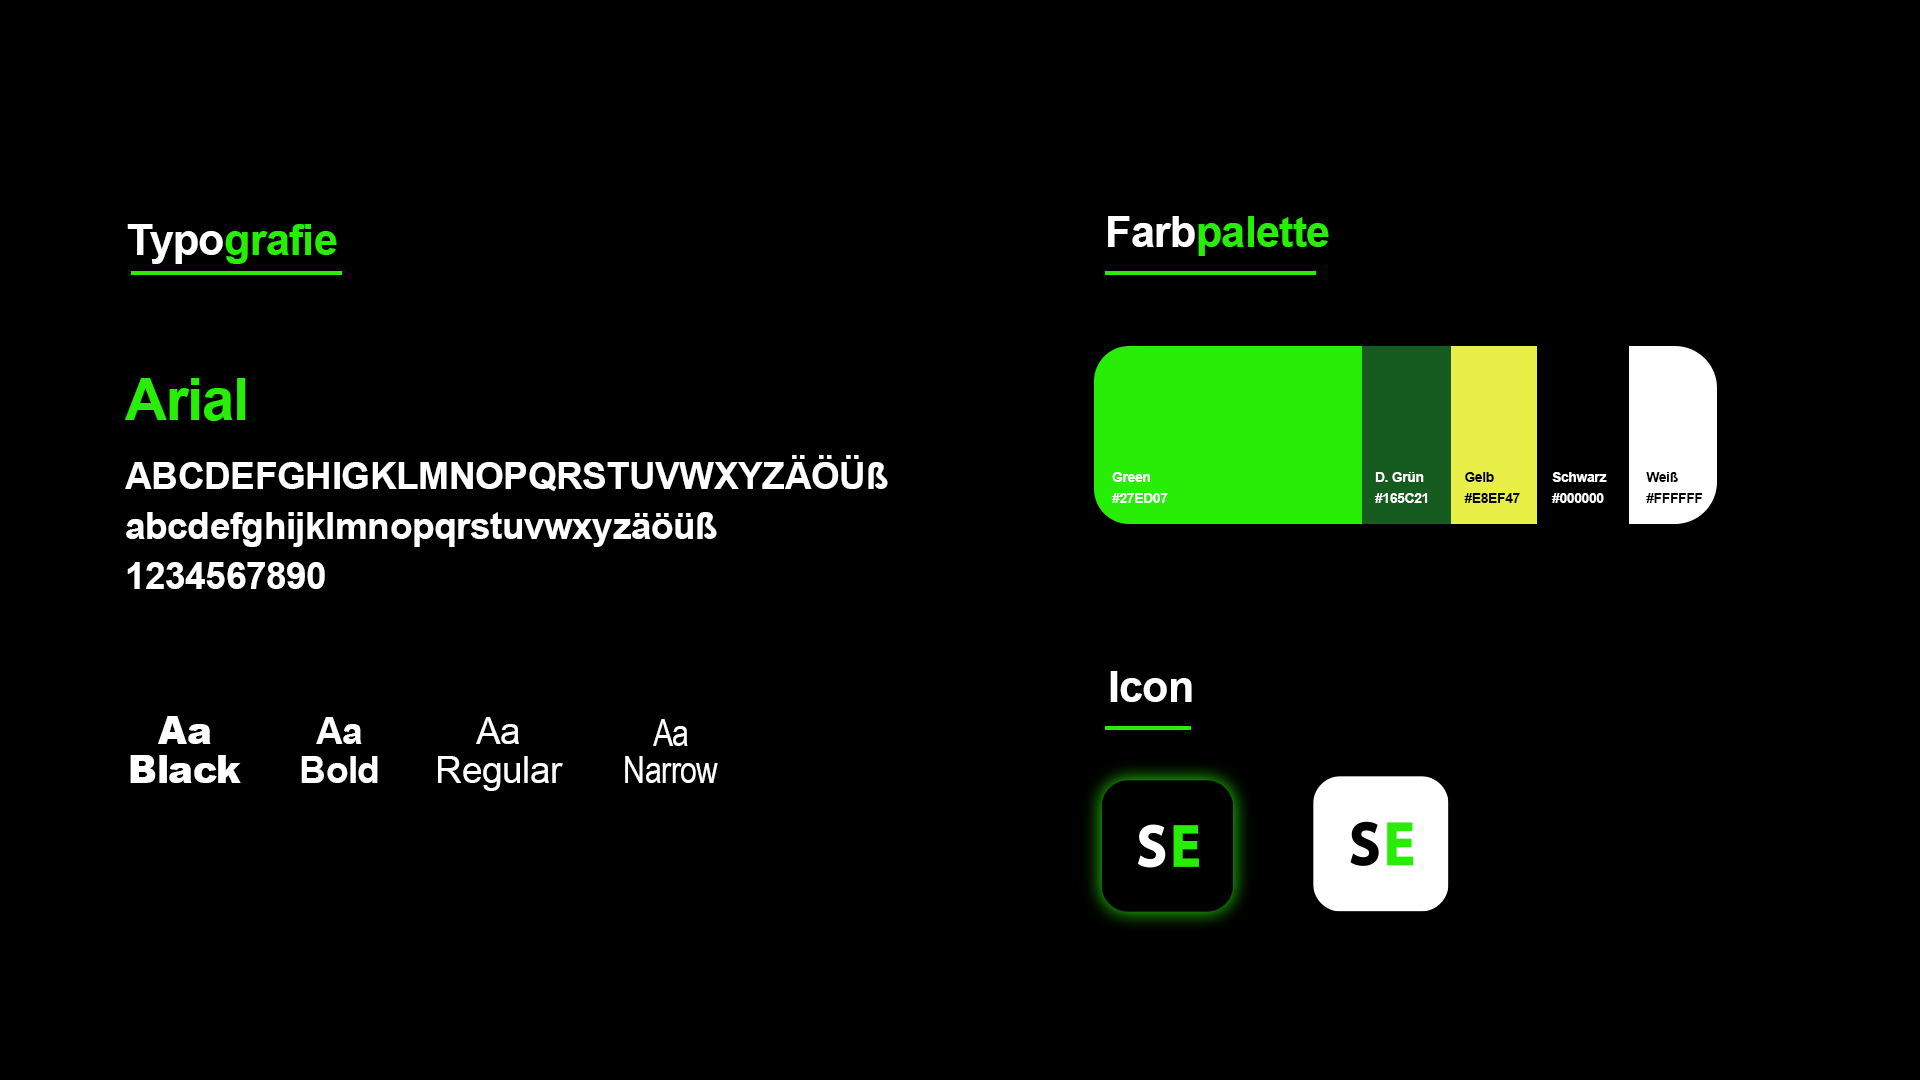 Typografie
Arial
ABCDEFGHIGKLMNOPQRSTUVWXYZÄÖÜß
abcdefghijklmnopqrstuvwxyzäöüß
1234567890
Aa
Black
Aa
Bold
Aa
Regular
Aa
Narrow
Farbpalette
Green
#27ED07
D. Grün
#165C21
Gelb
#E8EF47
Schwarz
#000000
Weiß
#FFFFFF
Icon
SE
SE